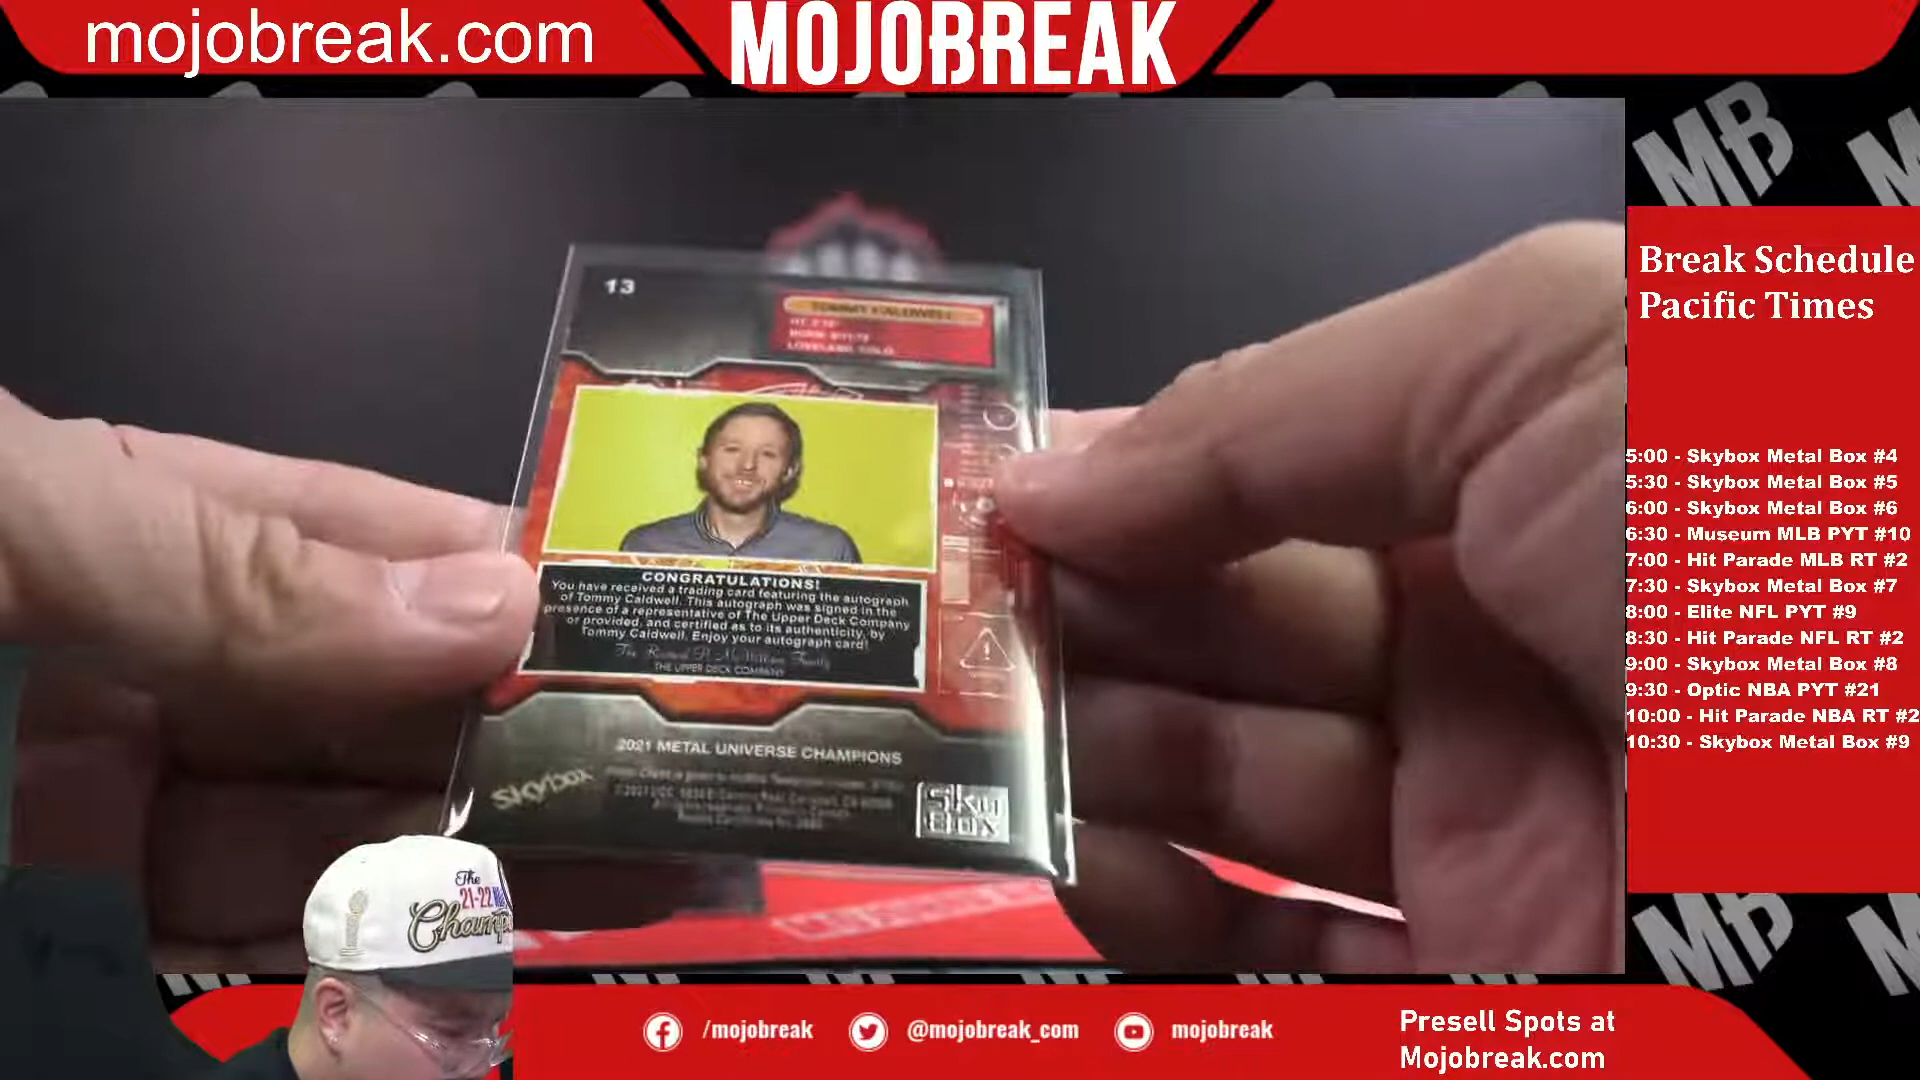 mojobreak.com
MOJOBREAK
MB
Break Schedule
Pacific Times
5:00 - Skybox Metal Box #4
5:30 - Skybox Metal Box #5
6:00 - Skybox Metal Box #6
6:30 - Museum MLB PYT #10
7:00 - Hit Parade MLB RT #2
7:30 - Skybox Metal Box #7
8:00 - Elite NFL PYT #9
8:30 - Hit Parade NFL RT #2
9:00 - Skybox Metal Box #8
9:30 - Optic NBA PYT #21
10:00 - Hit Parade NBA RT #2
10:30 - Skybox Metal Box #9
13
TOMMY CALDWELL
CONGRATULATIONS!
You have received a trading card featuring the autograph
of Tommy Caldwell. This autograph was signed in the
presence of a representative of The Upper Deck Company
or provided, and certified as to its authenticity, by
Tommy Caldwell. Enjoy your autograph card!
THE UPPER DECK COMPANY
2021 METAL UNIVERSE CHAMPIONS
skybox
SKY
BOX
The
21-22
Champ
MB
/mojobreak
@mojobreak_com
mojobreak
Presell Spots at
Mojobreak.com